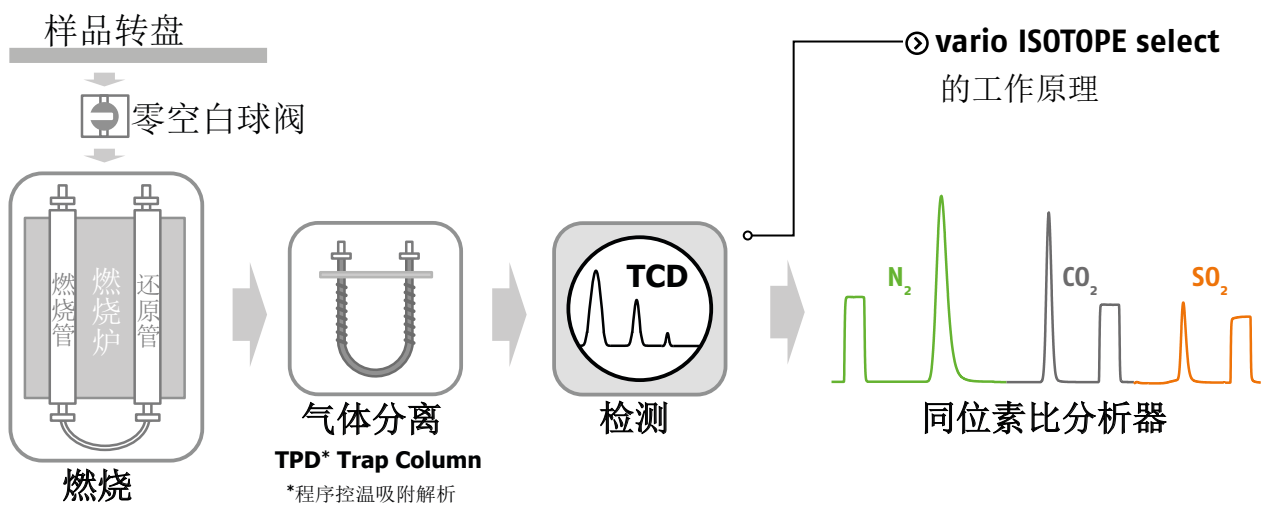 样品转盘
零空白球阀
vario ISOTOPE select
的工作原理
燃烧管
燃烧炉
还原管
燃烧
气体分离
TPD* Trap Column
*程序控温吸附解析
TCD
检测
N₂
CO₂
SO₂
同位素比分析器